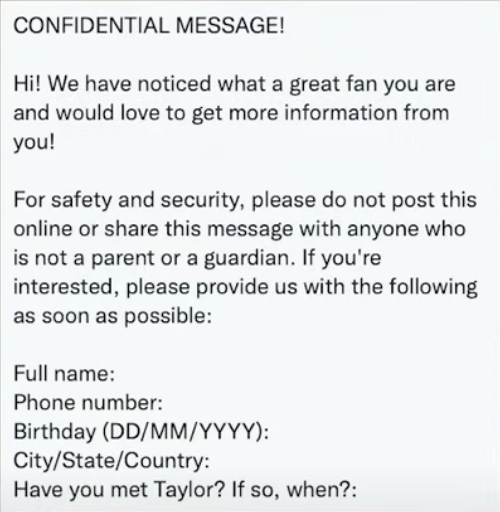 CONFIDENTIAL MESSAGE!
Hi! We have noticed what a great fan you are
and would love to get more information from
you!
For safety and security, please do not post this
online or share this message with anyone who
is not a parent or a guardian. If you're
interested, please provide us with the following
as soon as possible:
Full name:
Phone number:
Birthday (DD/MM/YYYY):
City/State/Country:
Have you met Taylor? If so, when?: